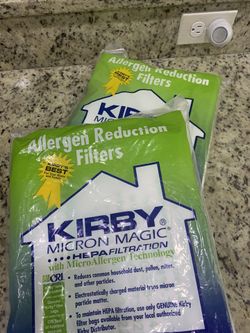 Allergen Reduction
Filters
KIRBY
MICRON
Allergen Reduction
Filters
BEST
KIRBY®
MICRON MAGIC®
HEPA FILTRATION
with MicroAllergen Technology
Reduces common household dust, pollen, mites,
and other particles.
Electrostatically charged material traps micron
particle matter.
To maintain HEPA filtration, use only GENUINE Kirby
filter bags available from your local authorized
Kirby Distributor.